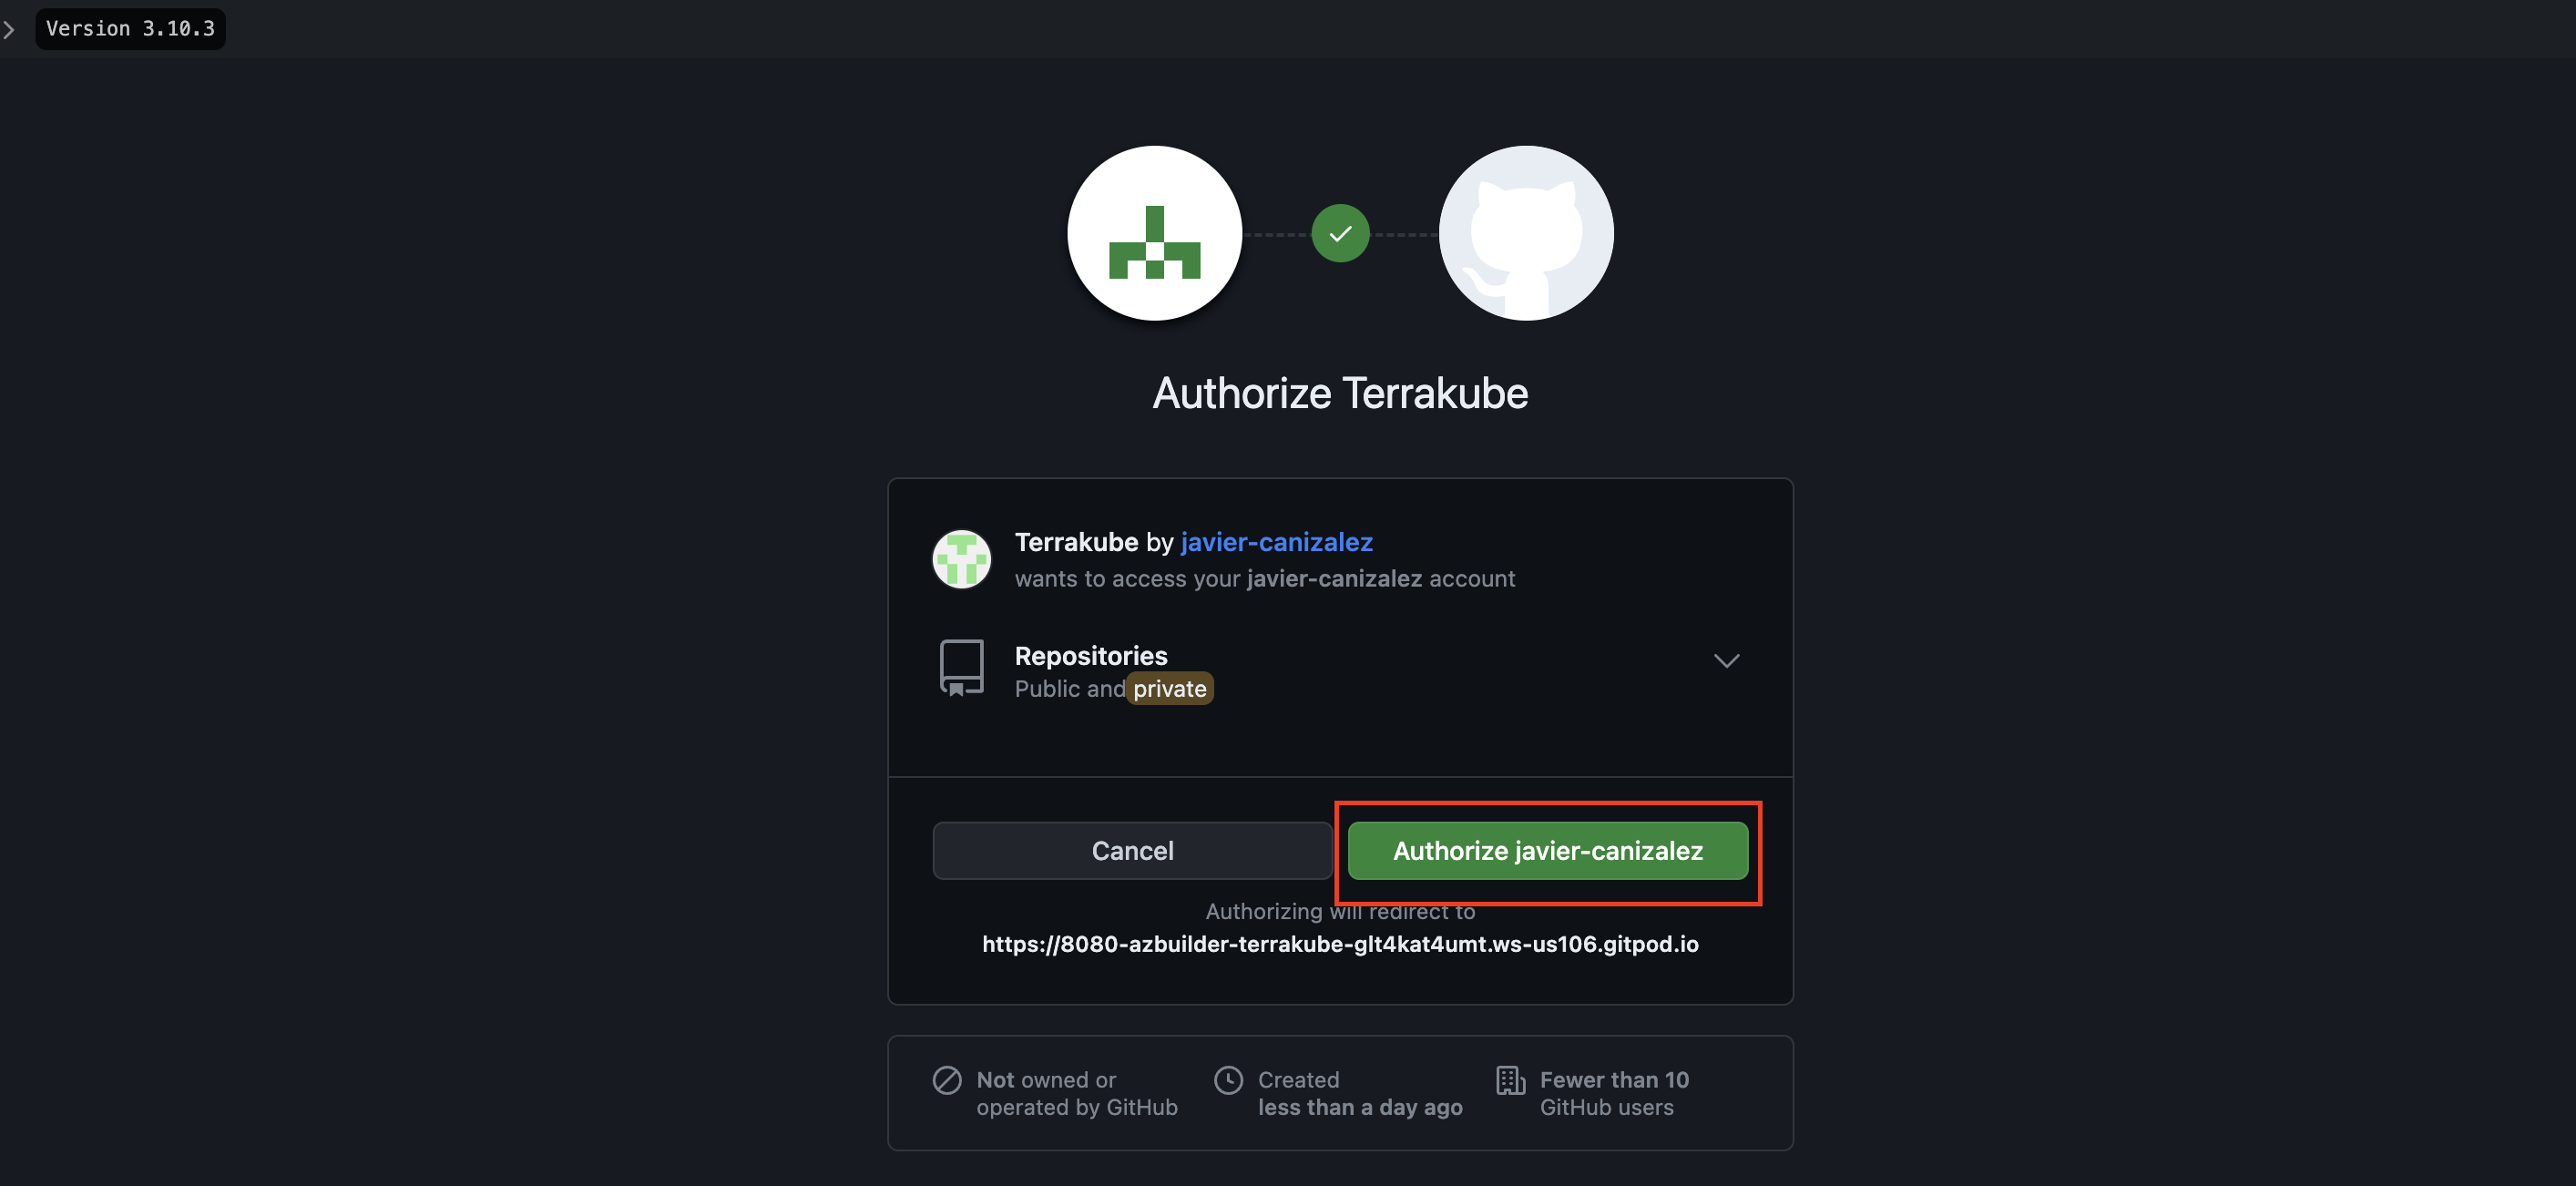 Version 3.10.3
Authorize Terrakube
Terrakube by javier-canizalez
wants to access your javier-canizalez account
Repositories
Public and private
Cancel
Authorize javier-canizalez
Authorizing will redirect to
https://8080-azbuilder-terrakube-glt4kat4umt.ws-us106.gitpod.io
Not owned or
operated by GitHub
Created
less than a day ago
Fewer than 10
GitHub users